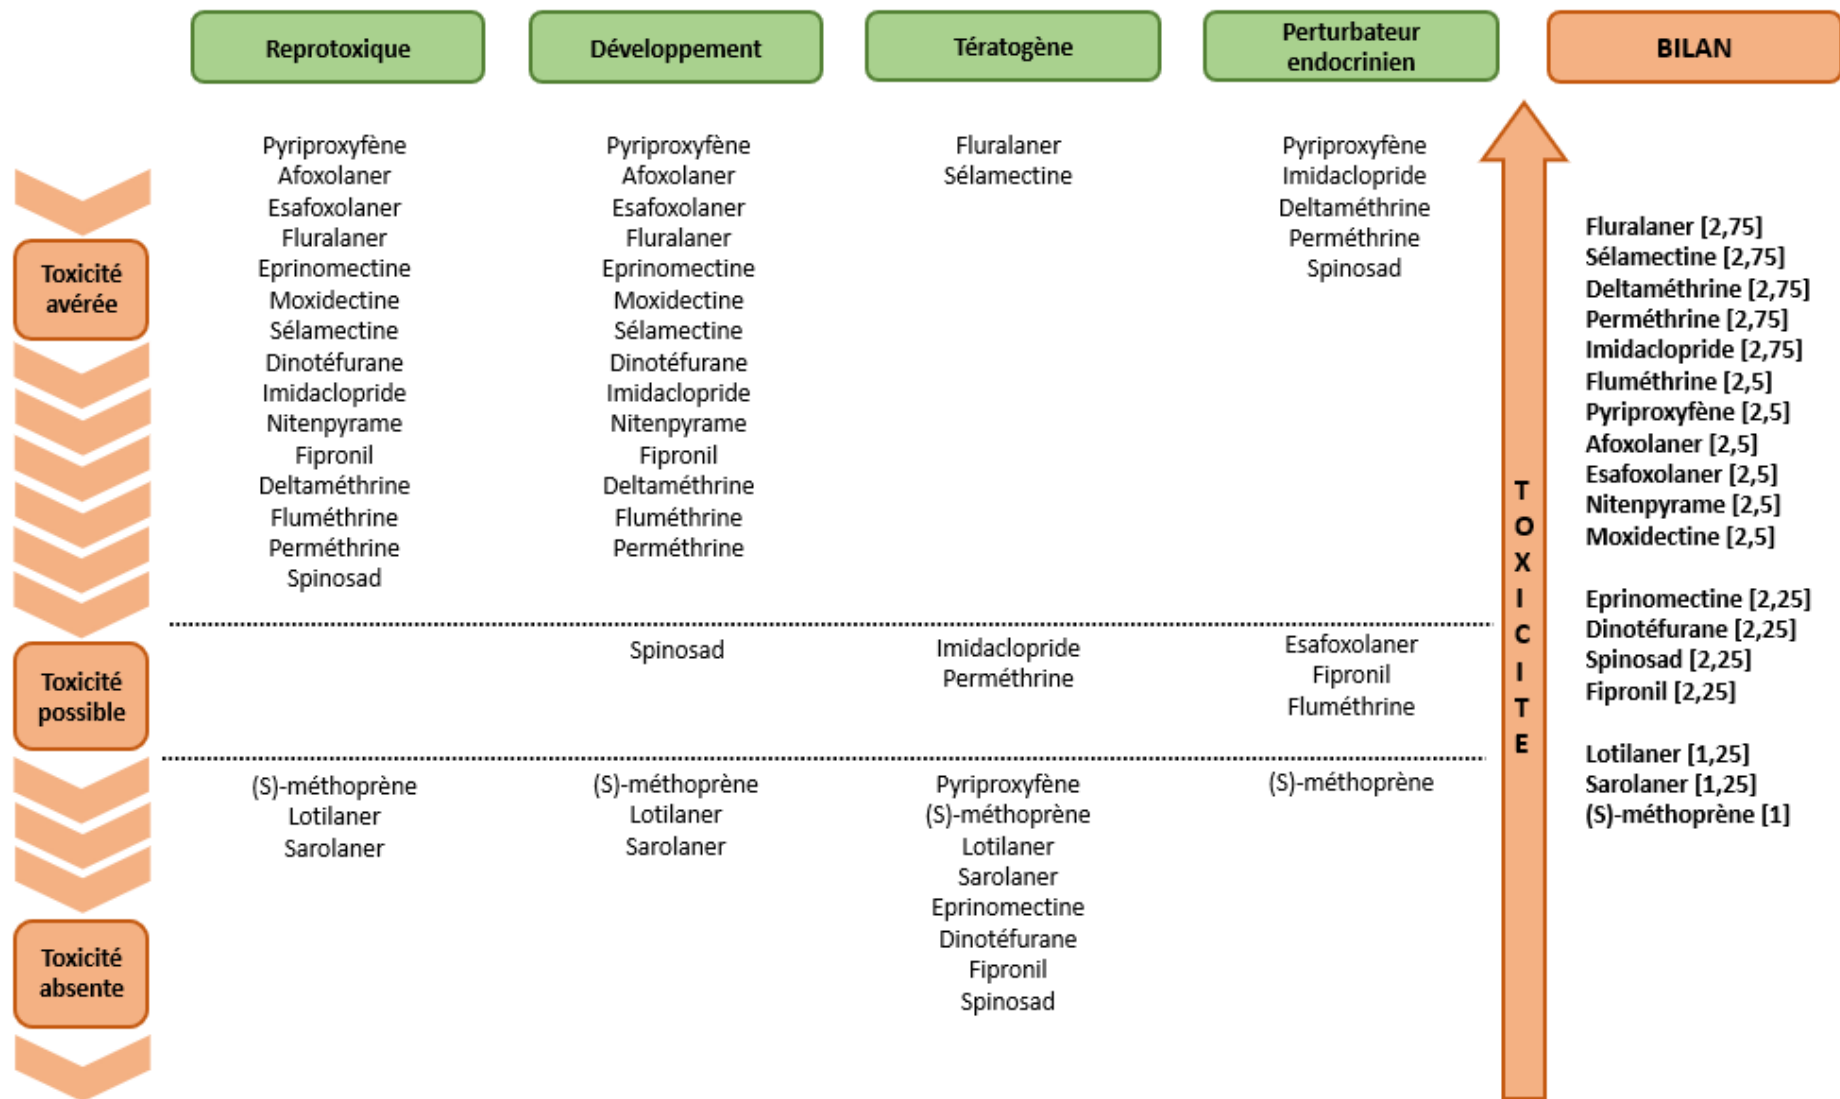 Reprotoxique
Développement
Tératogène
Perturbateur
endocrinien
BILAN
Toxicité
avérée
Pyriproxyfène
Afoxolaner
Esafoxolaner
Fluralaner
Eprinomectine
Moxidectine
Sélamectine
Dinotéfurane
Imidaclopride
Nitenpyrame
Fipronil
Deltaméthrine
Fluméthrine
Perméthrine
Spinosad
Pyriproxyfène
Afoxolaner
Esafoxolaner
Fluralaner
Eprinomectine
Moxidectine
Sélamectine
Dinotéfurane
Imidaclopride
Nitenpyrame
Fipronil
Deltaméthrine
Fluméthrine
Perméthrine
Fluralaner
Sélamectine
Pyriproxyfène
Imidaclopride
Deltaméthrine
Perméthrine
Spinosad
Toxicité
possible
Spinosad
Imidaclopride
Perméthrine
Esafoxolaner
Fipronil
Fluméthrine
Toxicité
absente
(S)-méthoprène
Lotilaner
Sarolaner
(S)-méthoprène
Lotilaner
Sarolaner
Pyriproxyfène
(S)-méthoprène
Lotilaner
Sarolaner
Eprinomectine
Dinotéfurane
Fipronil
Spinosad
(S)-méthoprène
TOXICITE
Fluralaner [2,75]
Sélamectine [2,75]
Deltaméthrine [2,75]
Perméthrine [2,75]
Imidaclopride [2,75]
Fluméthrine [2,5]
Pyriproxyfène [2,5]
Afoxolaner [2,5]
Esafoxolaner [2,5]
Nitenpyrame [2,5]
Moxidectine [2,5]
Eprinomectine [2,25]
Dinotéfurane [2,25]
Spinosad [2,25]
Fipronil [2,25]
Lotilaner [1,25]
Sarolaner [1,25]
(S)-méthoprène [1]